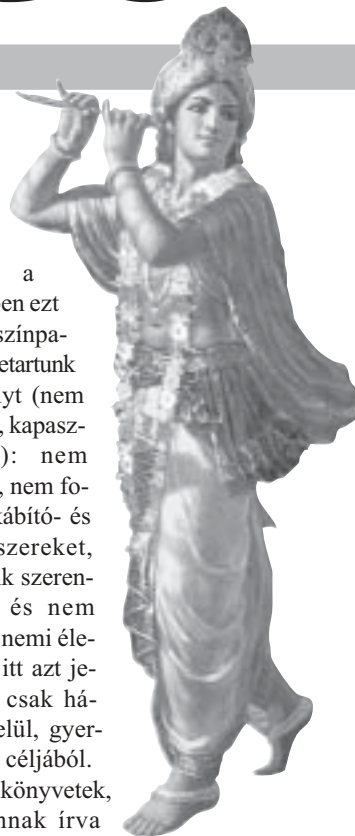 a
en ezt
színpa-
etartunk
lyt (nem
, kapasz-
): nem
, nem fo-
kábító- és
szereket,
k szeren-
és nem
nemi éle-
itt azt je-
csak há-
elül, gyer-
céljából.
könyvetek,
nnak írva